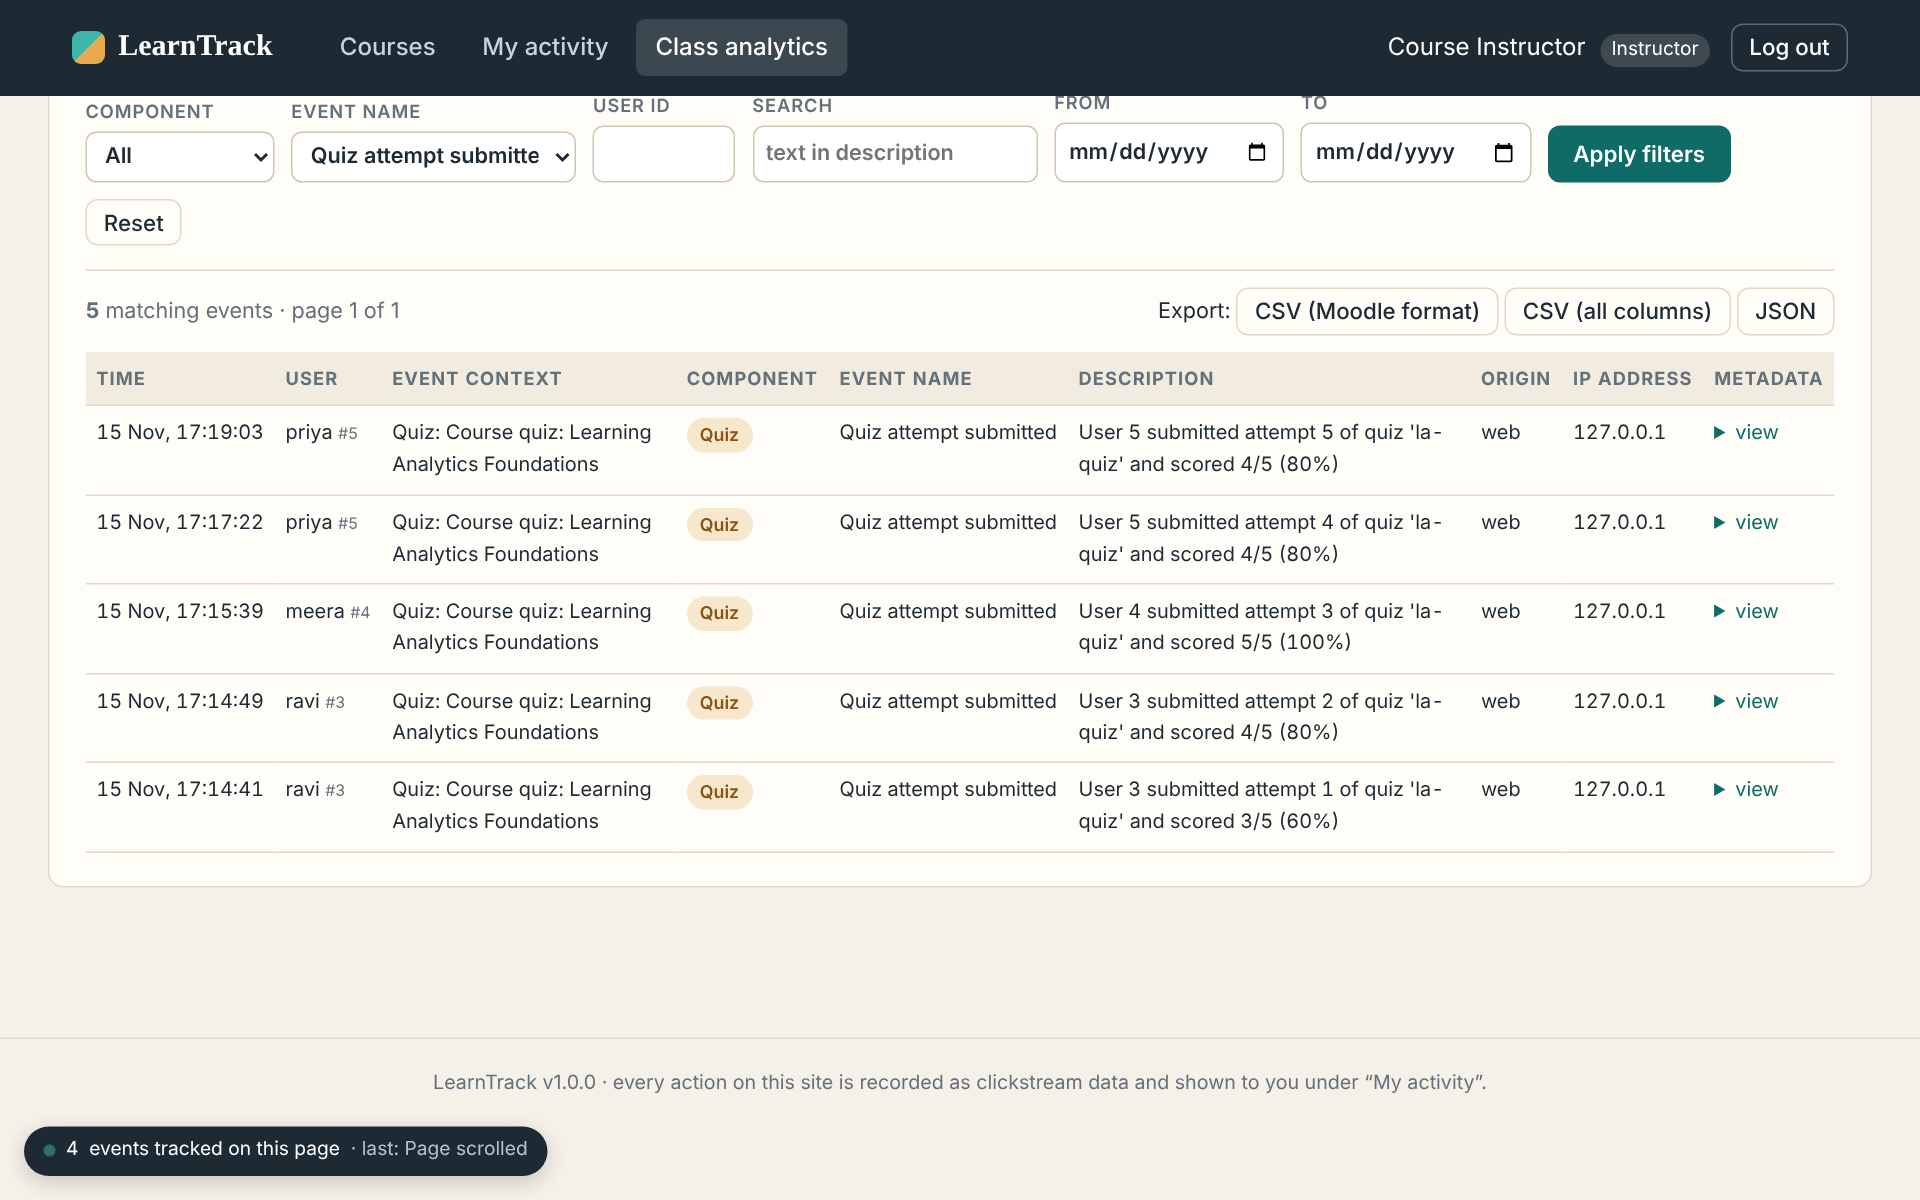 LearnTrack
Courses
My activity
Class analytics
Course Instructor
Instructor
Log out
COMPONENT
EVENT NAME
USER ID
SEARCH
FROM
TO
All
Quiz attempt submitte
text in description
mm/dd/yyyy
mm/dd/yyyy
Apply filters
Reset
5 matching events · page 1 of 1
Export:
CSV (Moodle format)
CSV (all columns)
JSON
TIME USER EVENT CONTEXT COMPONENT EVENT NAME DESCRIPTION ORIGIN IP ADDRESS METADATA
15 Nov, 17:19:03 priya #5 Quiz: Course quiz: Learning Quiz Quiz attempt submitted User 5 submitted attempt 5 of quiz 'la- web 127.0.0.1 ▶ view
Analytics Foundations quiz' and scored 4/5 (80%)
15 Nov, 17:17:22 priya #5 Quiz: Course quiz: Learning Quiz Quiz attempt submitted User 5 submitted attempt 4 of quiz 'la- web 127.0.0.1 ▶ view
Analytics Foundations quiz' and scored 4/5 (80%)
15 Nov, 17:15:39 meera #4 Quiz: Course quiz: Learning Quiz Quiz attempt submitted User 4 submitted attempt 3 of quiz 'la- web 127.0.0.1 ▶ view
Analytics Foundations quiz' and scored 5/5 (100%)
15 Nov, 17:14:49 ravi #3 Quiz: Course quiz: Learning Quiz Quiz attempt submitted User 3 submitted attempt 2 of quiz 'la- web 127.0.0.1 ▶ view
Analytics Foundations quiz' and scored 4/5 (80%)
15 Nov, 17:14:41 ravi #3 Quiz: Course quiz: Learning Quiz Quiz attempt submitted User 3 submitted attempt 1 of quiz 'la- web 127.0.0.1 ▶ view
Analytics Foundations quiz' and scored 3/5 (60%)
LearnTrack v1.0.0 · every action on this site is recorded as clickstream data and shown to you under “My activity”.
4 events tracked on this page · last: Page scrolled